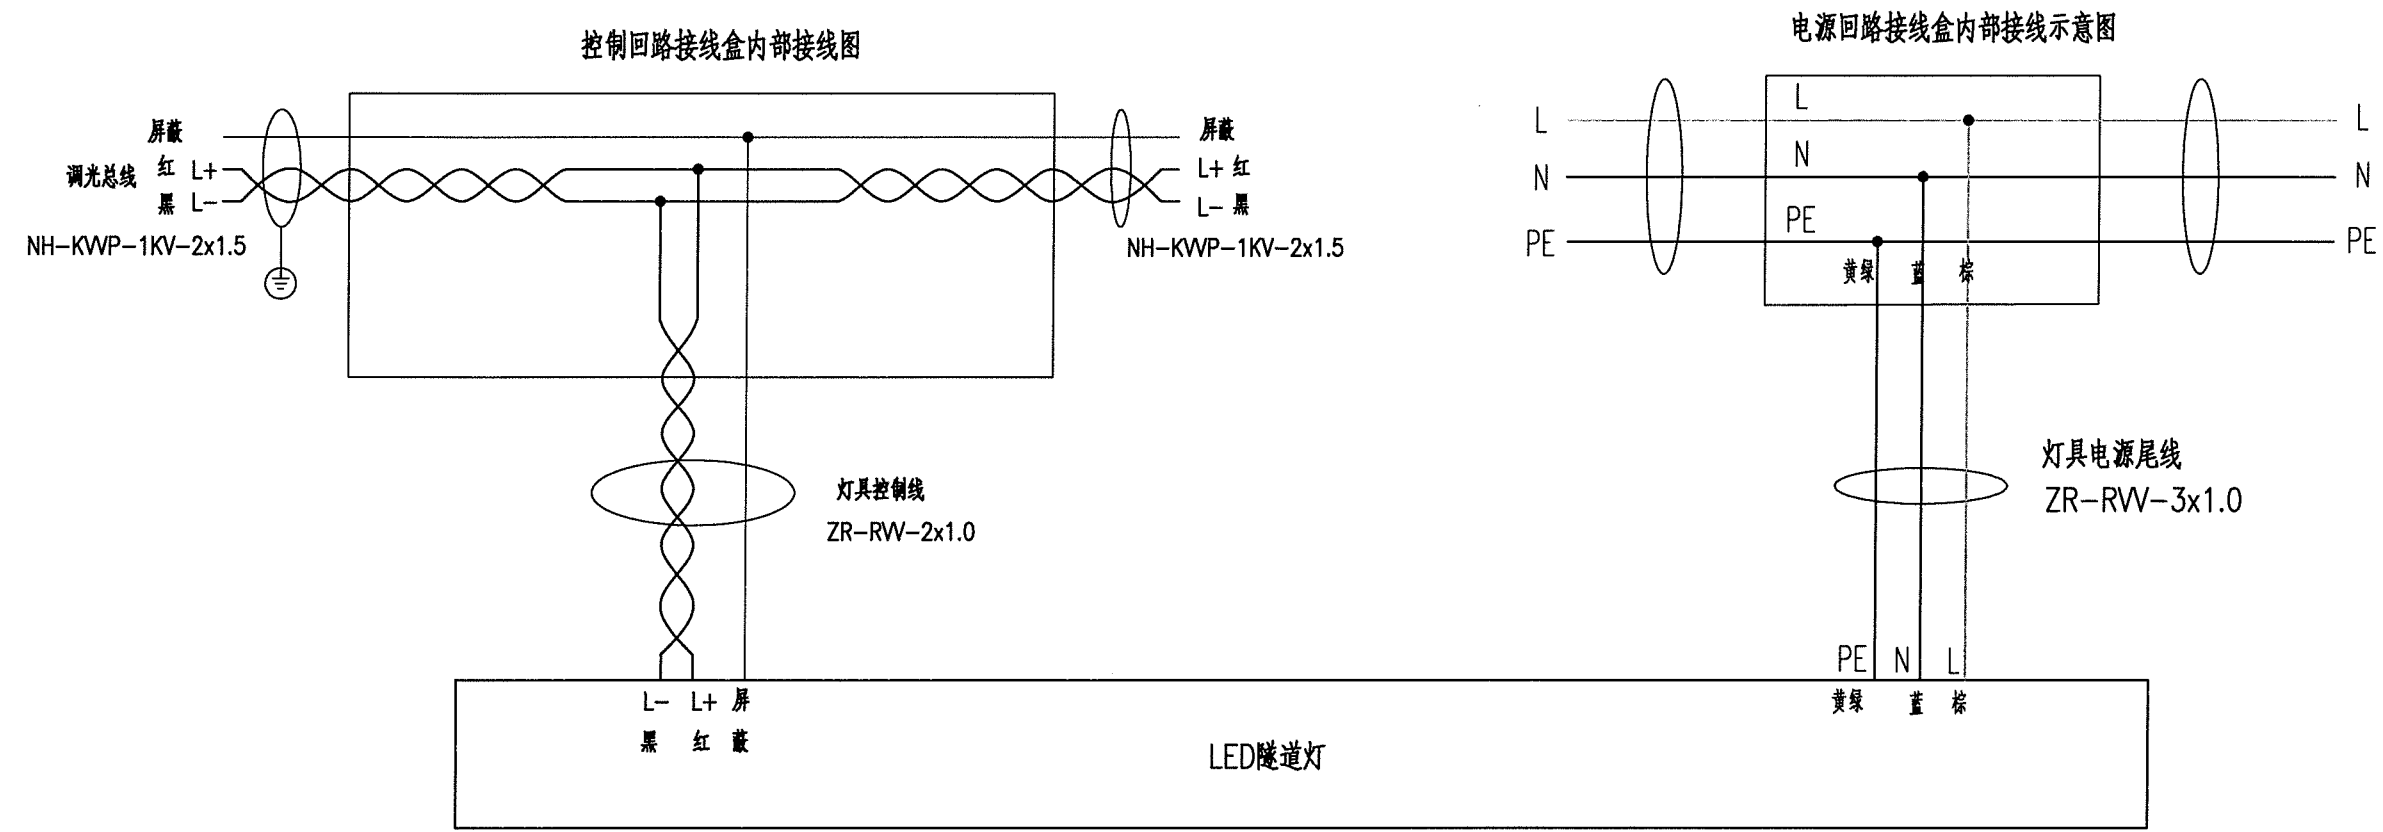 控制回路接线盒内部接线图
屏蔽
调光总线
红 L+
黑 L-
NH-KVVP-1KV-2x1.5
屏蔽
L+ 红
L- 黑
NH-KVVP-1KV-2x1.5
灯具控制线
ZR-RVV-2x1.0
电源回路接线盒内部接线示意图
L
L
L
N
N
N
PE
PE
PE
黄绿 蓝 棕
灯具电源尾线
ZR-RVV-3x1.0
PE N L
黄绿 蓝 棕
L- L+ 屏
黑 红 蔽
LED隧道灯